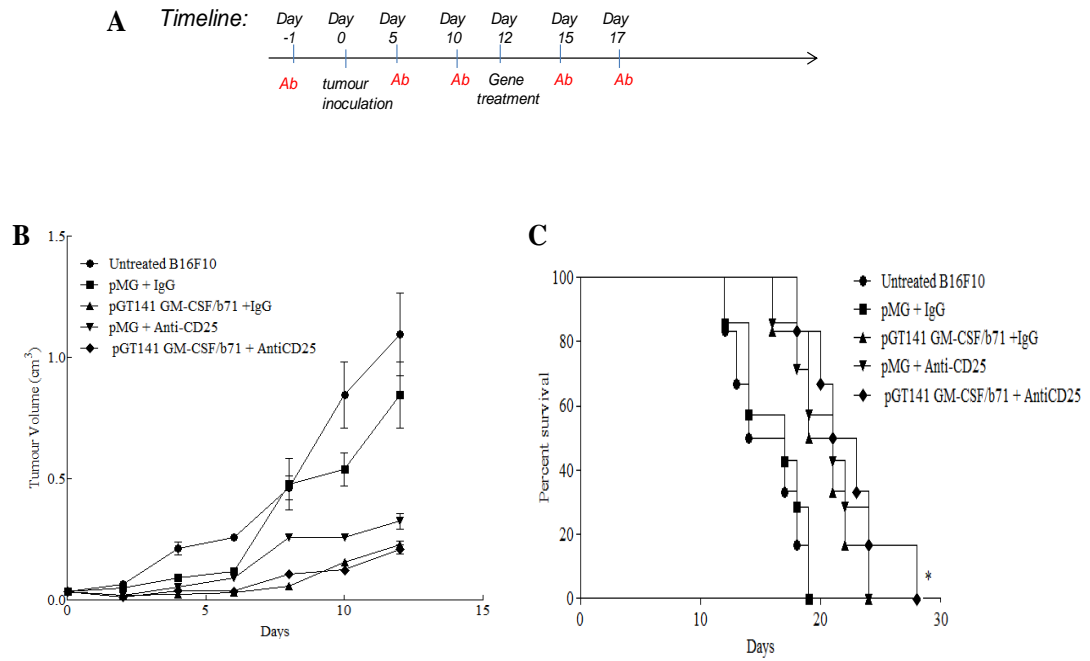 A
Timeline:
Day Day Day Day Day Day Day
-1 0 5 10 12 15 17
Ab tumour Ab Ab Gene Ab Ab
inoculation treatment
B
1.5
1.0
0.5
0.0
0 5 10 15
Tumour Volume (cm3)
Days
Untreated B16F10
pMG + IgG
pGT141 GM-CSF/b71 +IgG
pMG + Anti-CD25
pGT141 GM-CSF/b71 + AntiCD25
C
100
80
60
40
20
0
0 10 20 30
Percent survival
Days
Untreated B16F10
pMG + IgG
pGT141 GM-CSF/b71 +IgG
pMG + Anti-CD25
pGT141 GM-CSF/b71 + AntiCD25
*